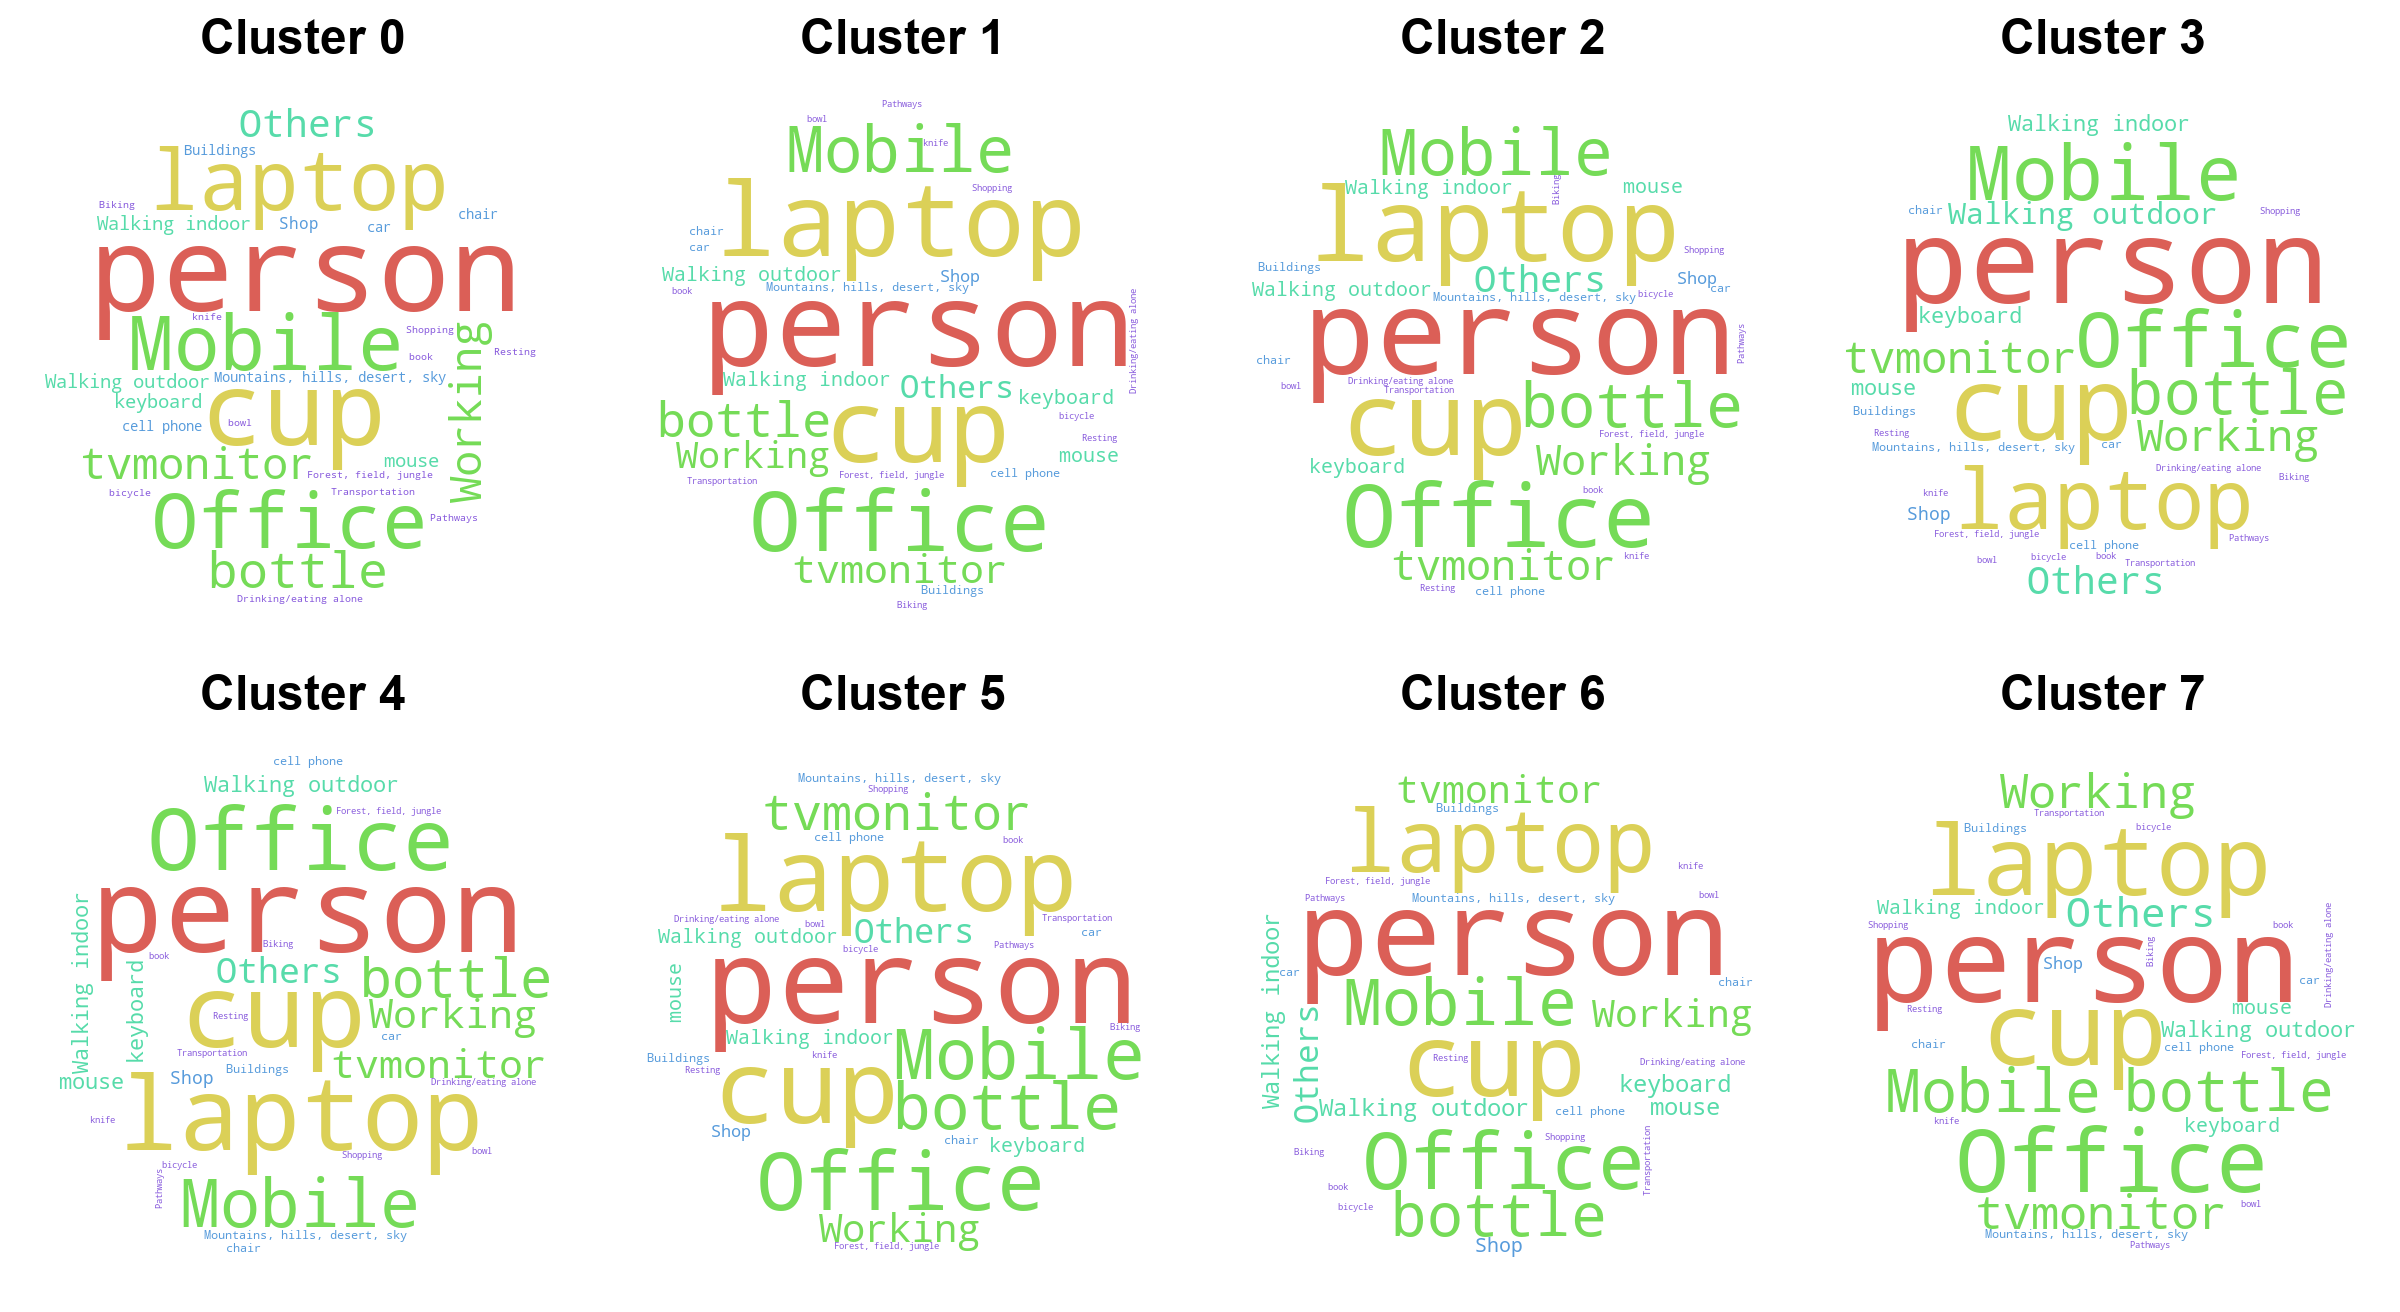 Cluster 0
Others
Buildings
laptop
Biking
Walking indoor
Shop
car
chair
person
knife
Mobile
Shopping
book
Resting
Working
Walking outdoor
Mountains, hills, desert, sky
keyboard
cell phone
bowl
cup
tvmonitor
mouse
Forest, field, jungle
bicycle
Transportation
Office
Pathways
bottle
Drinking/eating alone
Cluster 1
Pathways
bowl
Mobile
knife
Shopping
laptop
chair
car
Walking outdoor
Shop
book
Mountains, hills, desert, sky
person
Drinking/eating alone
Walking indoor
Others
keyboard
bottle
cup
bicycle
Resting
Working
mouse
Transportation
Forest, field, jungle
cell phone
Office
tvmonitor
Buildings
Biking
Cluster 2
Mobile
Walking indoor
Biking
mouse
laptop
Shopping
Buildings
Others
Shop
car
Walking outdoor
Mountains, hills, desert, sky
bicycle
person
Pathways
chair
bowl
Drinking/eating alone
Transportation
cup
bottle
Forest, field, jungle
keyboard
Working
book
Office
tvmonitor
knife
Resting
cell phone
Cluster 3
Walking indoor
Mobile
chair
Walking outdoor
Shopping
person
keyboard
Office
tvmonitor
mouse
cup
bottle
Buildings
Resting
Working
Mountains, hills, desert, sky
car
Drinking/eating alone
Biking
laptop
knife
Shop
Forest, field, jungle
Pathways
cell phone
bowl
bicycle
book
Transportation
Others
Cluster 4
cell phone
Walking outdoor
Forest, field, jungle
Office
person
Walking indoor
Biking
book
keyboard
Others
bottle
cup
Resting
Working
car
Transportation
Buildings
tvmonitor
Shop
mouse
Drinking/eating alone
laptop
knife
Shopping
bowl
bicycle
Pathways
Mobile
Mountains, hills, desert, sky
chair
Cluster 5
Mountains, hills, desert, sky
Shopping
tvmonitor
cell phone
book
laptop
Drinking/eating alone
bowl
Transportation
Walking outdoor
Others
car
bicycle
Pathways
person
mouse
Walking indoor
Biking
Buildings
knife
Mobile
Resting
cup
bottle
Shop
chair
keyboard
Office
Working
Forest, field, jungle
Cluster 6
tvmonitor
Buildings
laptop
knife
Forest, field, jungle
Pathways
Mountains, hills, desert, sky
bowl
person
Walking indoor
car
chair
Mobile
Working
Others
cup
Resting
Drinking/eating alone
keyboard
Walking outdoor
cell phone
mouse
Shopping
Transportation
Biking
Office
book
bicycle
bottle
Shop
Cluster 7
Working
Transportation
Buildings
bicycle
laptop
Walking indoor
Others
Shopping
book
Drinking/eating alone
person
Biking
Shop
car
Resting
mouse
cup
Walking outdoor
chair
cell phone
Forest, field, jungle
Mobile
bottle
knife
keyboard
Office
tvmonitor
bowl
Mountains, hills, desert, sky
Pathways